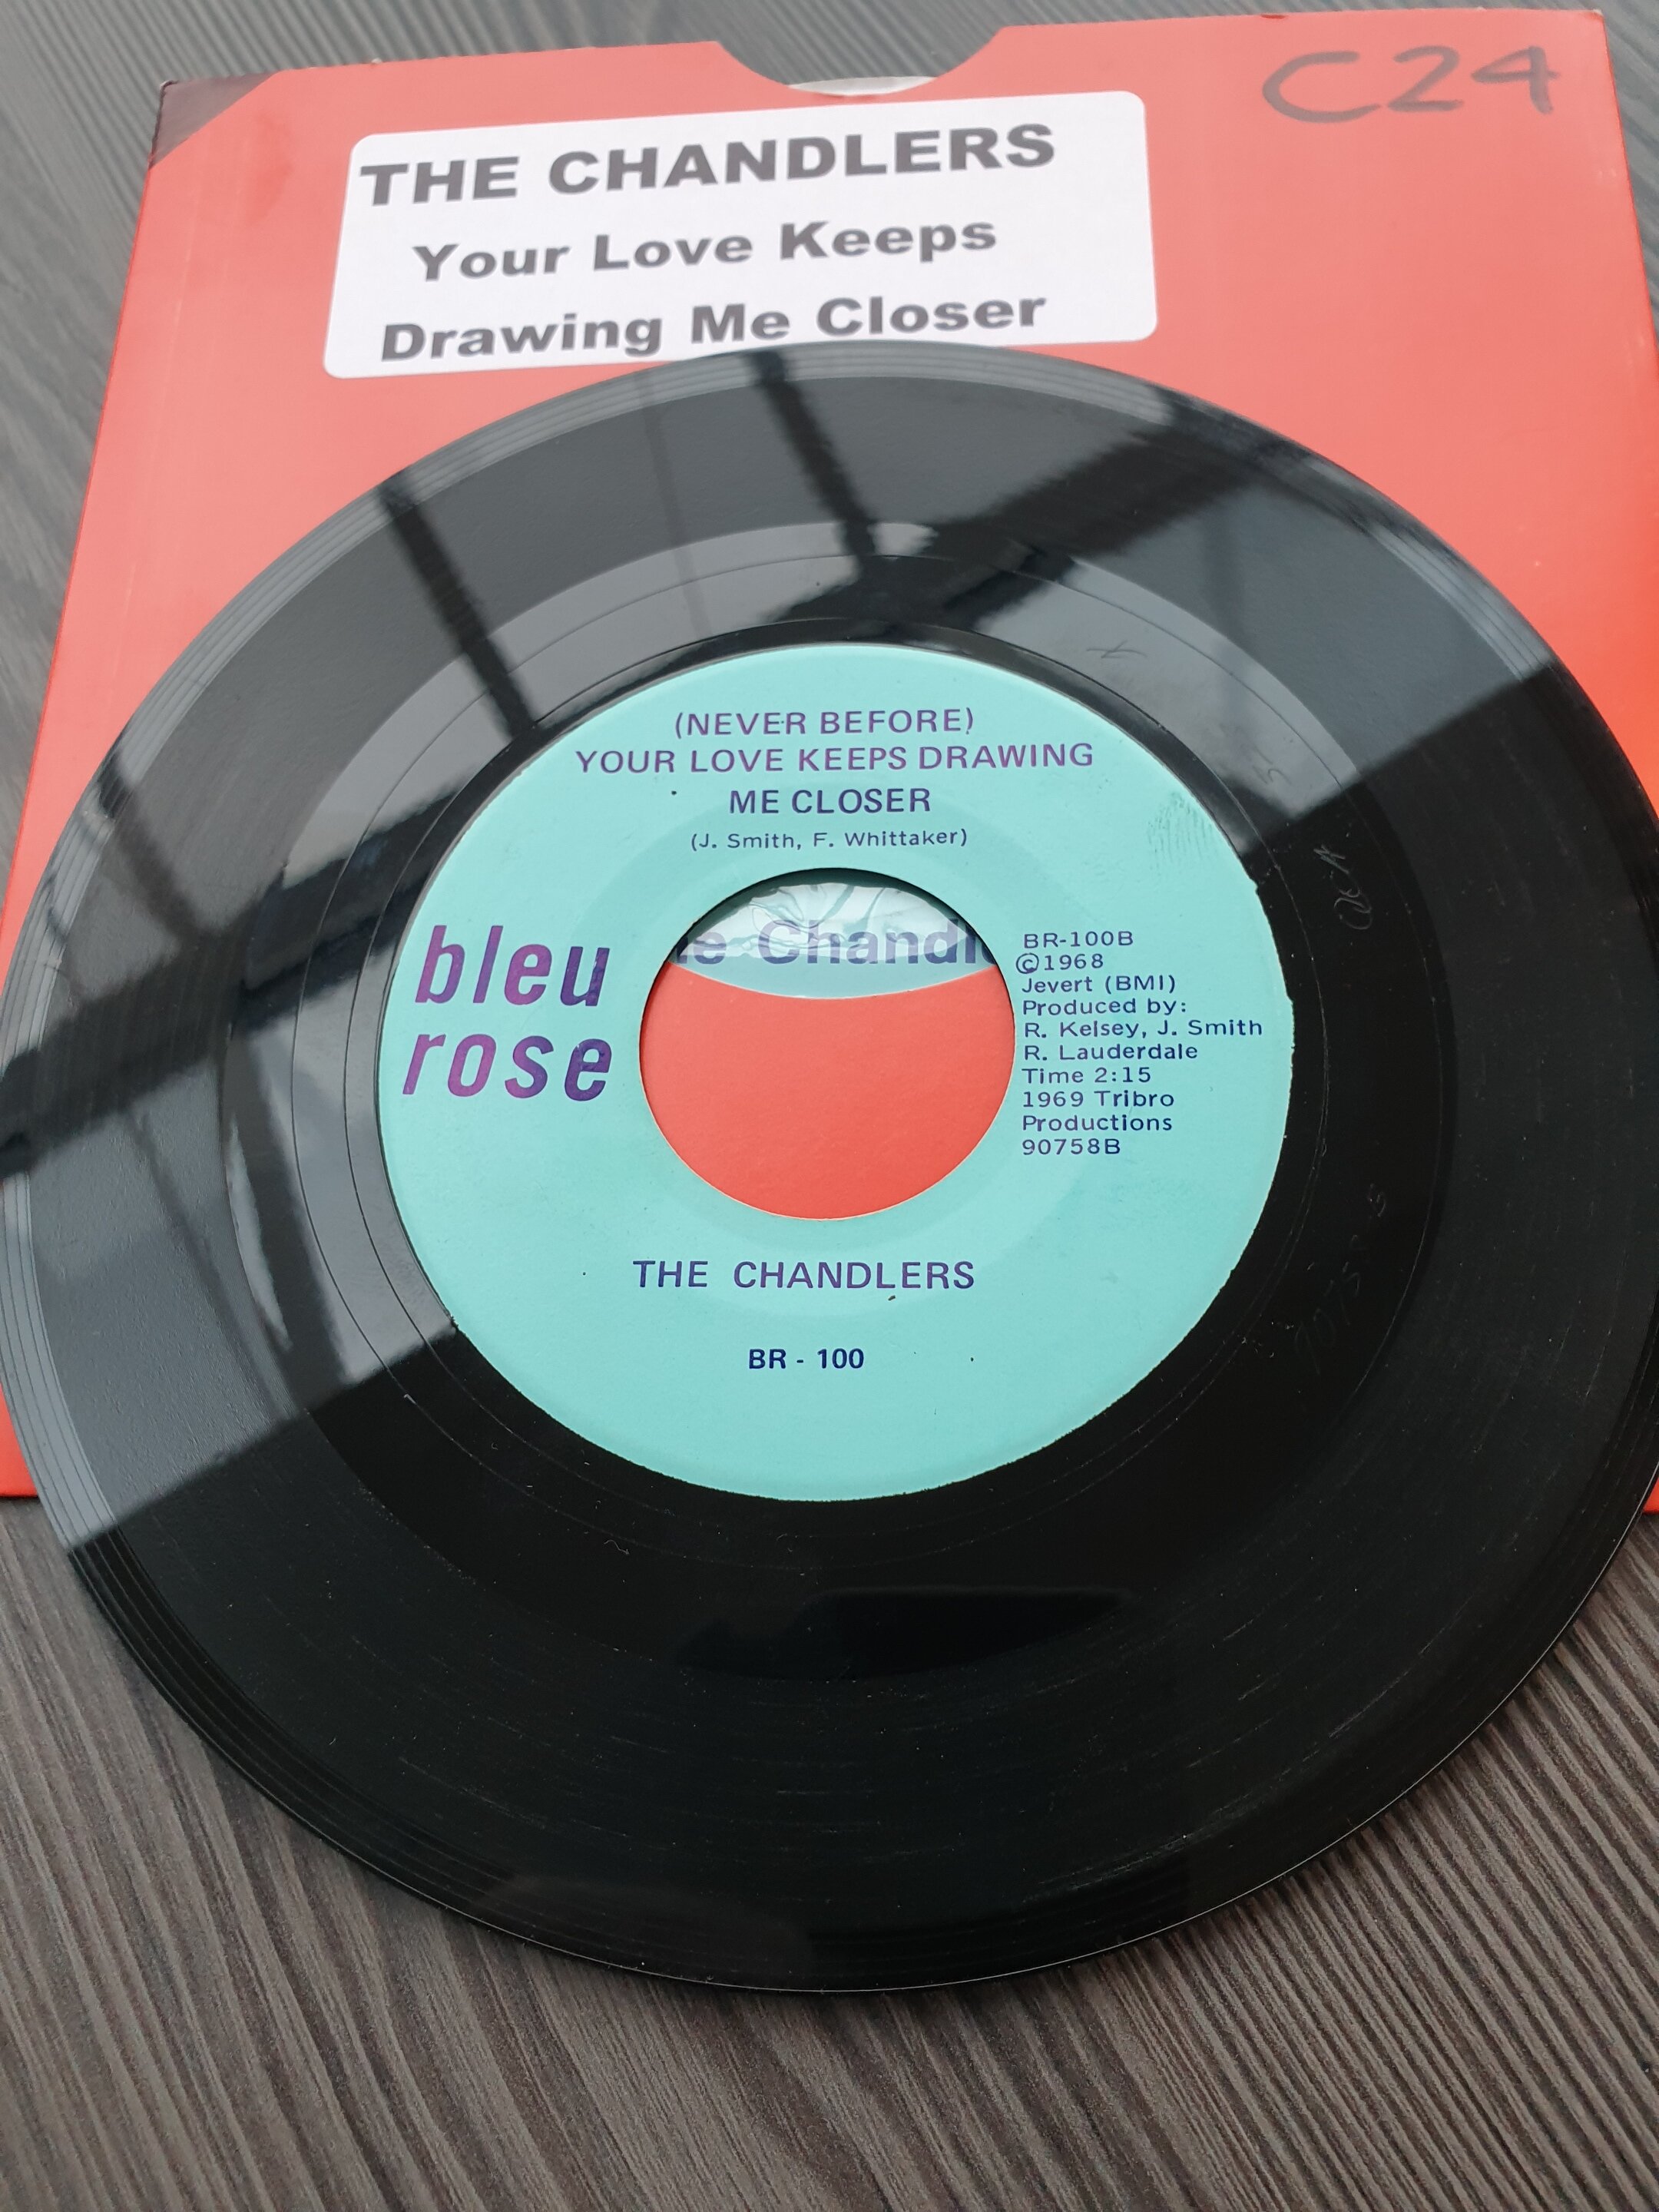 C24
THE CHANDLERS
Your Love Keeps
Drawing Me Closer
(NEVER BEFORE)
YOUR LOVE KEEPS DRAWING
ME CLOSER
(J. Smith, F. Whittaker)
bleu
rose
Chandl
BR-100B
©1968
Jevert (BMI)
Produced by:
R. Kelsey, J. Smith
R. Lauderdale
Time 2:15
1969 Tribro
Productions
90758B
THE CHANDLERS
BR - 100